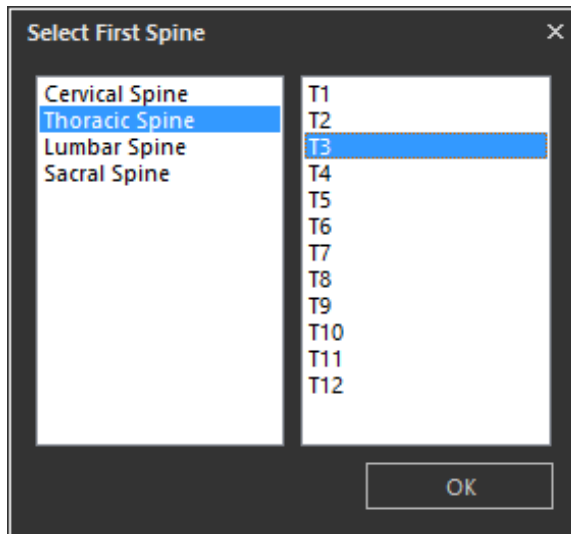 Select First Spine
Cervical Spine
Thoracic Spine
Lumbar Spine
Sacral Spine
T1
T2
T3
T4
T5
T6
T7
T8
T9
T10
T11
T12
OK